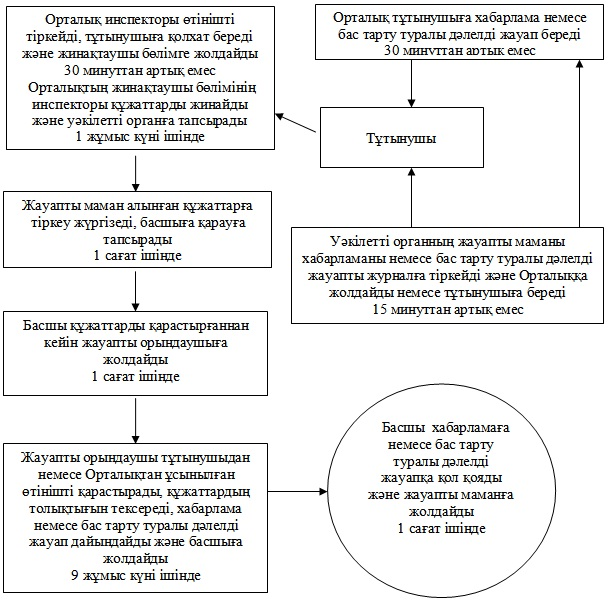 Орталық инспекторы өтінішті
тіркейді, тұтынушыға қолхат береді
және жинақтаушы бөлімге жолдайды
30 минуттан артық емес
Орталықтың жинақтаушы бөлімінің
инспекторы құжаттарды жинайды
және уәкілетті органға тапсырады
1 жұмыс күні ішінде
Орталық тұтынушыға хабарлама немесе
бас тарту туралы дәлелді жауап береді
30 минуттан артық емес
Тұтынушы
Жауапты маман алынған құжаттарға
тіркеу жүргізеді, басшыға қарауға
тапсырады
1 сағат ішінде
Уәкілетті органның жауапты маманы
хабарламаны немесе бас тарту туралы дәлелді
жауапты журналға тіркейді және Орталыққа
жолдайды немесе тұтынушыға береді
15 минуттан артық емес
Басшы құжаттарды қарастырғаннан
кейін жауапты орындаушыға
жолдайды
1 сағат ішінде
Жауапты орындаушы тұтынушыдан
немесе Орталықтан ұсынылған
өтінішті қарастырады, құжаттардың
толықтығын тексереді, хабарлама
немесе бас тарту туралы дәлелді
жауап дайындайды және басшыға
жолдайды
9 жұмыс күні ішінде
Басшы хабарламаға
немесе бас тарту
туралы дәлелді
жауапқа қол қояды
және жауапты маманға
жолдайды
1 сағат ішінде